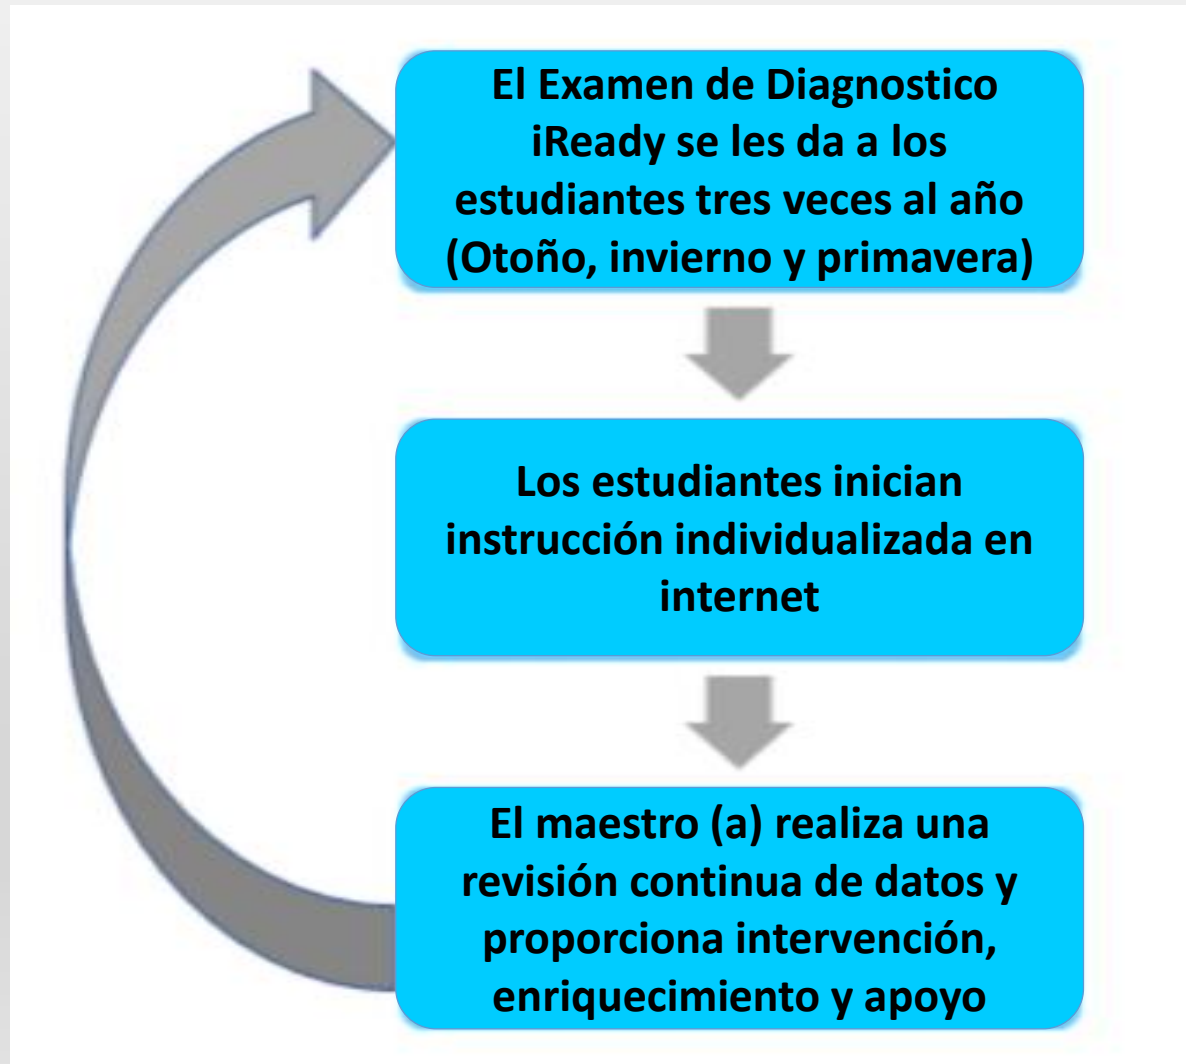 El Examen de Diagnostico
iReady se les da a los
estudiantes tres veces al año
(Otoño, invierno y primavera)
Los estudiantes inician
instrucción individualizada en
internet
El maestro (a) realiza una
revisión continua de datos y
proporciona intervención,
enriquecimiento y apoyo